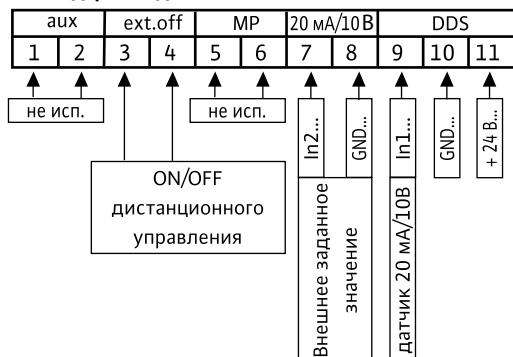 aux ext.off MP 20 мА/10 В DDS
1 2 3 4 5 6 7 8 9 10 11
не исп.
не исп.
In2...
GND...
In1...
GND...
+ 24 В...
ON/OFF
дистанционного
управления
Внешнее заданное
значение
датчик 20 мА/10В